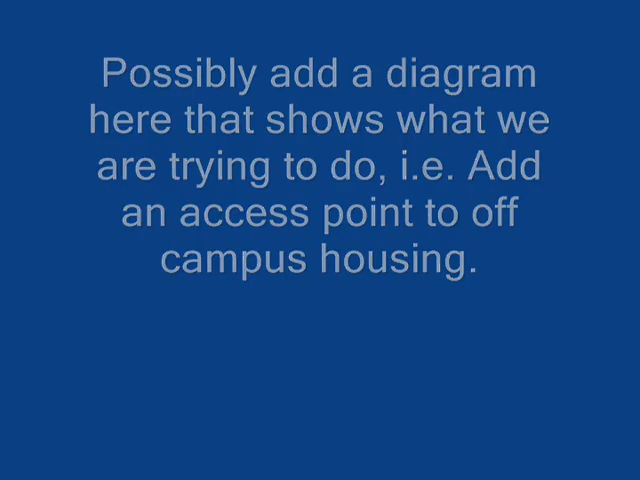 Possibly add a diagram
here that shows what we
are trying to do, i.e. Add
an access point to off
campus housing.